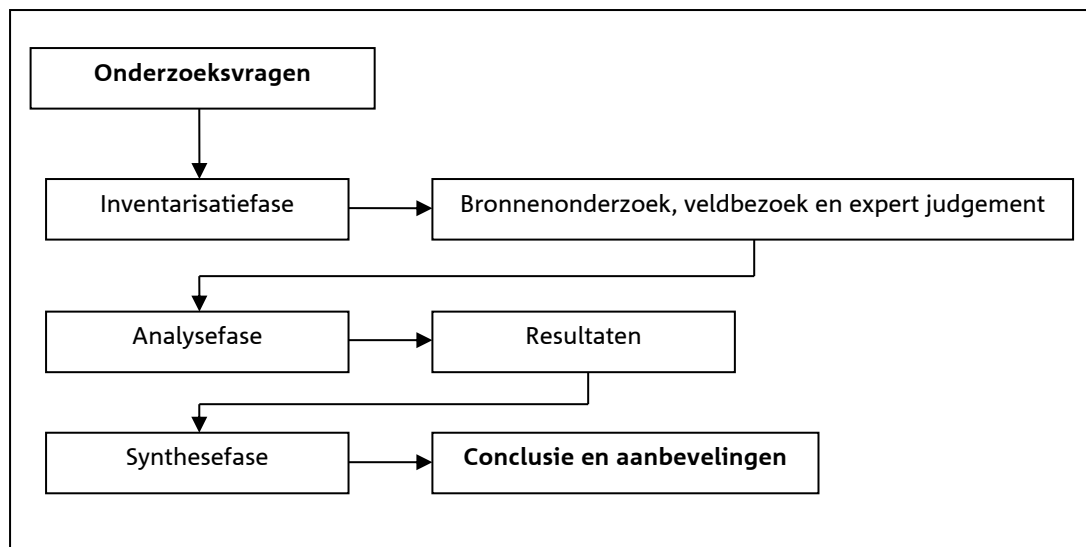 Onderzoeksvragen
Inventarisatiefase
Bronnenonderzoek, veldbezoek en expert judgement
Analysefase
Resultaten
Synthesefase
Conclusie en aanbevelingen